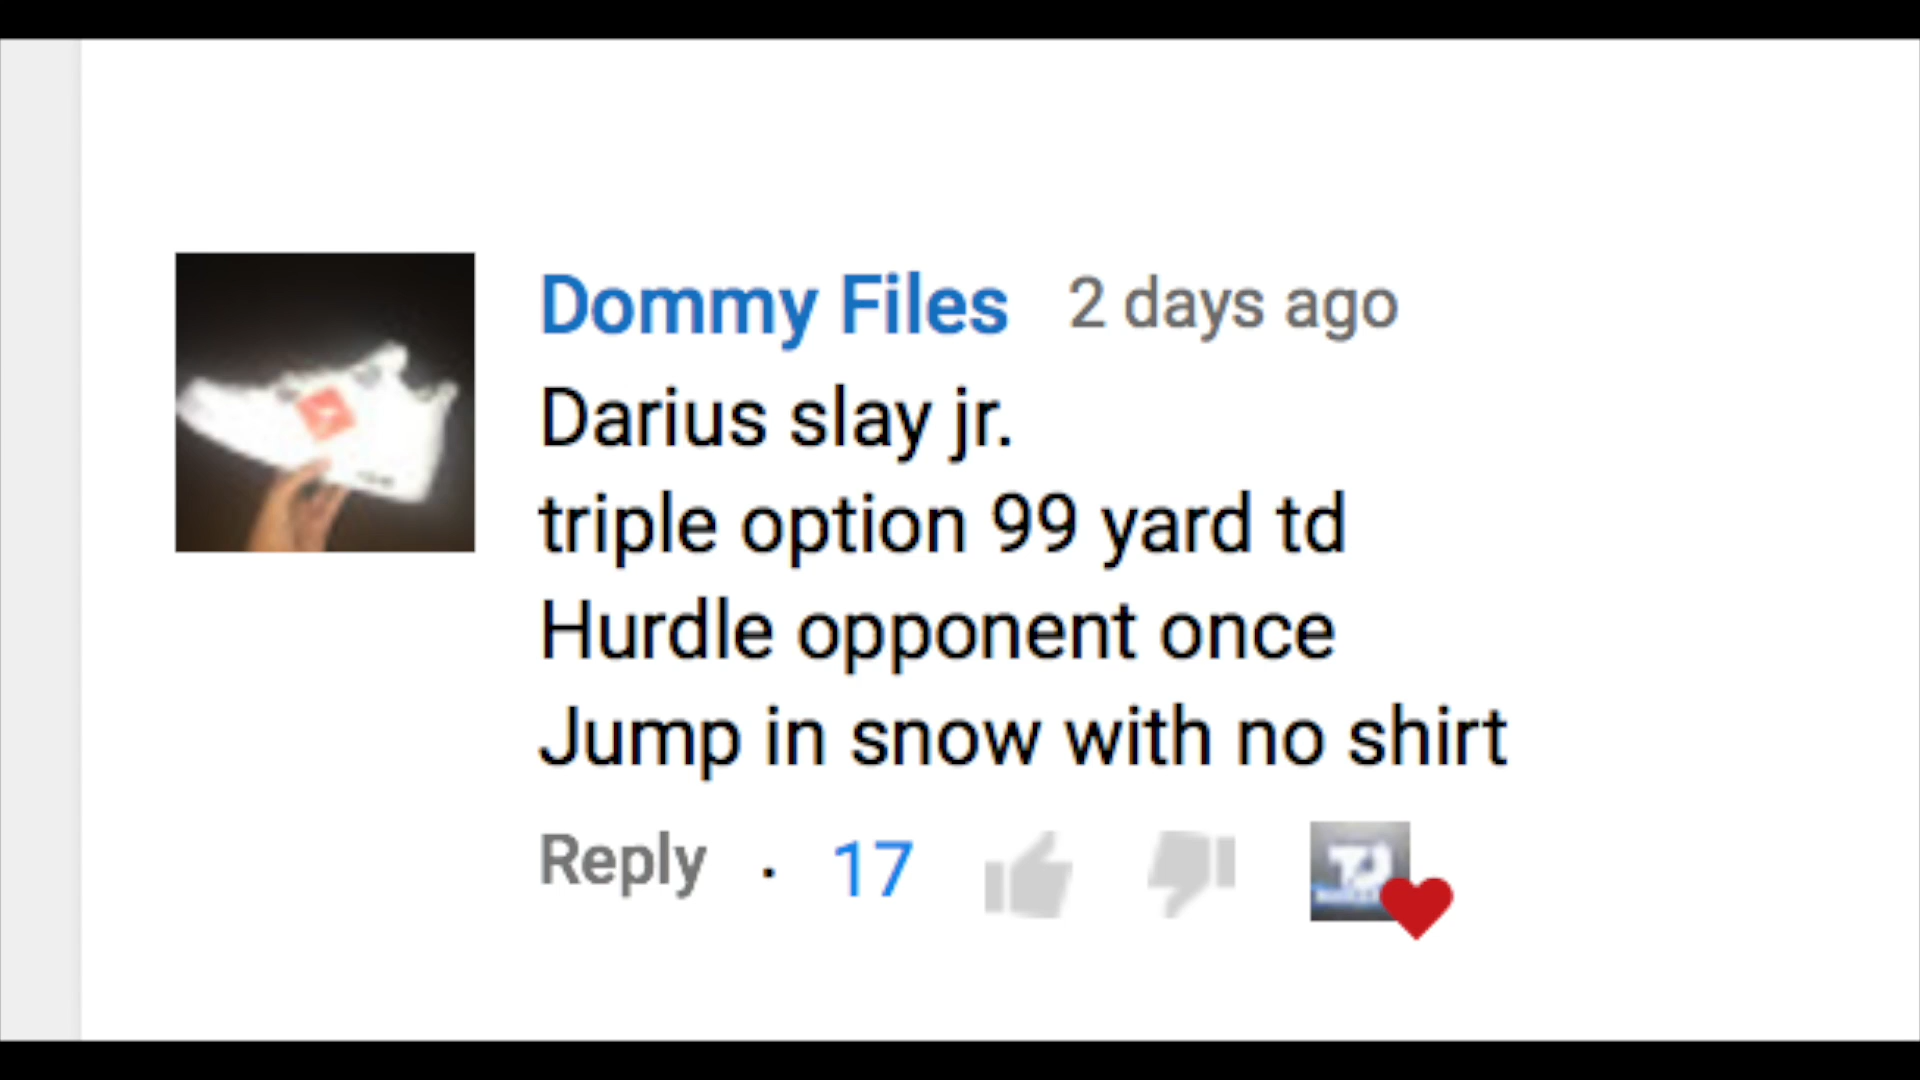 Dommy Files 2 days ago
Darius slay jr.
triple option 99 yard td
Hurdle opponent once
Jump in snow with no shirt
Reply · 17
TJ